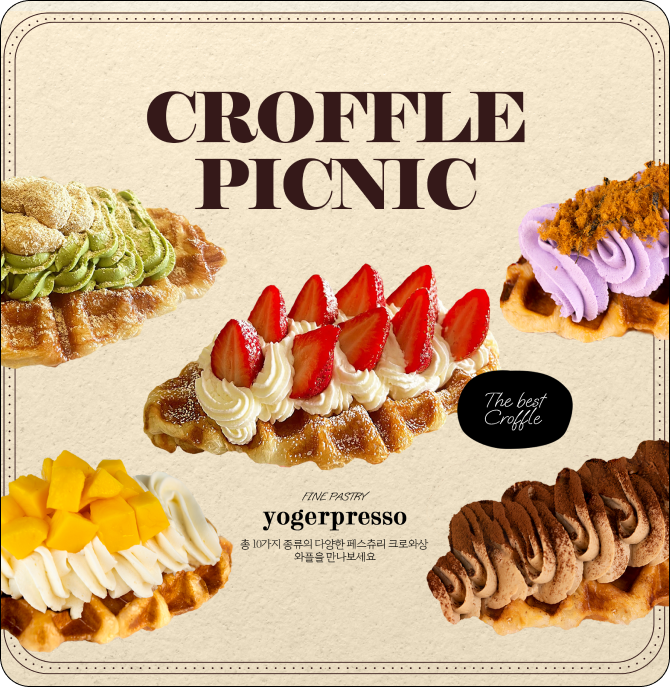 CROFFLE
PICNIC
The best
Croffle
FINE PASTRY
yogerpresso
총 10가지 종류의 다양한 페스츄리 크로와상
와플을 만나보세요